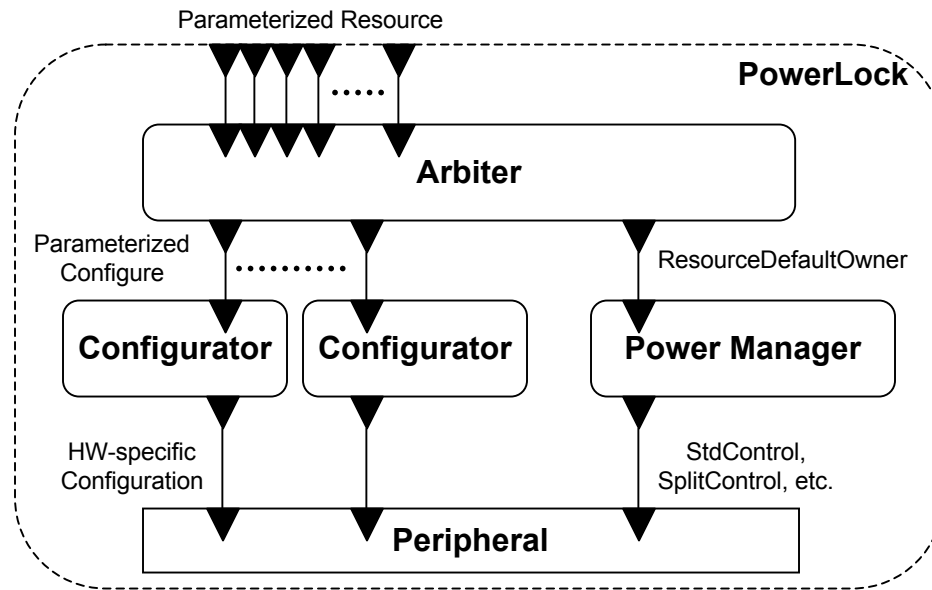 Parameterized Resource
PowerLock
Arbiter
Parameterized
Configure
ResourceDefaultOwner
Configurator
Configurator
Power Manager
HW-specific
Configuration
StdControl,
SplitControl, etc.
Peripheral